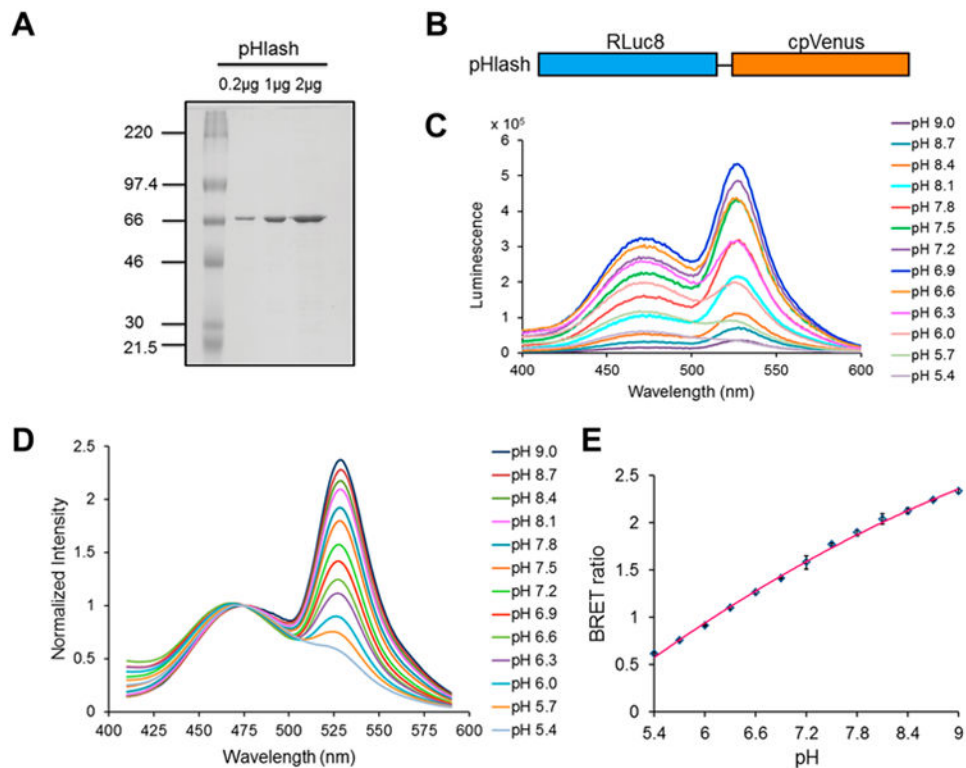 A
pHlash
0.2µg 1µg 2µg
220
97.4
66
46
30
21.5
B
RLuc8
cpVenus
pHlash
C
x 10⁵
6
5
4
3
2
1
0
Luminescence
400 450 500 550 600
Wavelength (nm)
pH 9.0
pH 8.7
pH 8.4
pH 8.1
pH 7.8
pH 7.5
pH 7.2
pH 6.9
pH 6.6
pH 6.3
pH 6.0
pH 5.7
pH 5.4
D
2.5
2
1.5
1
0.5
0
Normalized Intensity
400 425 450 475 500 525 550 575 600
Wavelength (nm)
pH 9.0
pH 8.7
pH 8.4
pH 8.1
pH 7.8
pH 7.5
pH 7.2
pH 6.9
pH 6.6
pH 6.3
pH 6.0
pH 5.7
pH 5.4
E
2.5
2
1.5
1
0.5
0
BRET ratio
5.4 6 6.6 7.2 7.8 8.4 9
pH